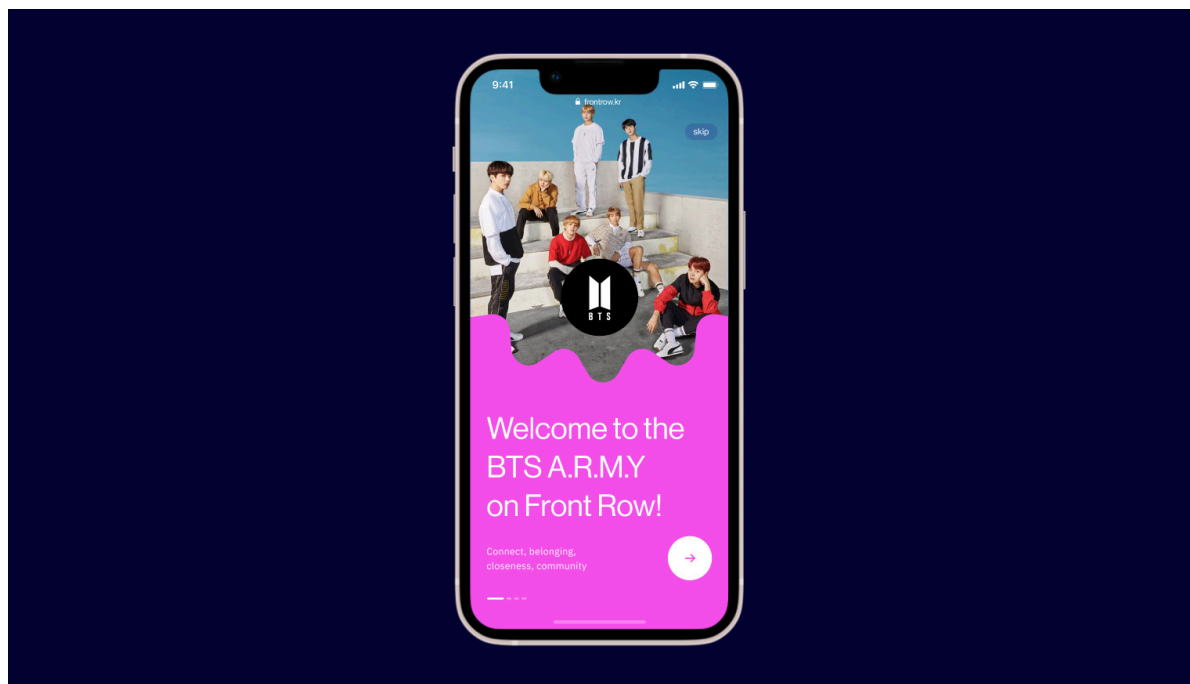 9:41
frontrow.kr
skip
BTS
Welcome to the
BTS A.R.M.Y
on Front Row!
Connect, belonging,
closeness, community